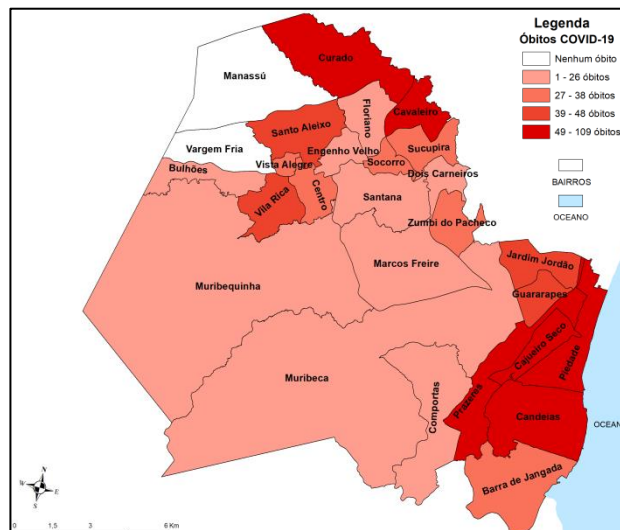 Legenda
Óbitos COVID-19
Nenhum óbito
1 - 26 óbitos
27 - 38 óbitos
39 - 48 óbitos
49 - 109 óbitos
BAIRROS
OCEANO
Curado
Manassú
Floriano
Cavaleiro
Santo Aleixo
Vargem Fria
Engenho Velho
Sucupira
Vista Alegre
Socorro
Bulhões
Dois Carneiros
Vila Rica
Centro
Santana
Zumbi do Pacheco
Marcos Freire
Jardim Jordão
Muribequinha
Guararapes
Cajueiro Seco
Piedade
Muribeca
Comportas
Prazeres
Candeias
OCEAN
Barra de Jangada
N
W E
S
0 1,5 3 6 Km